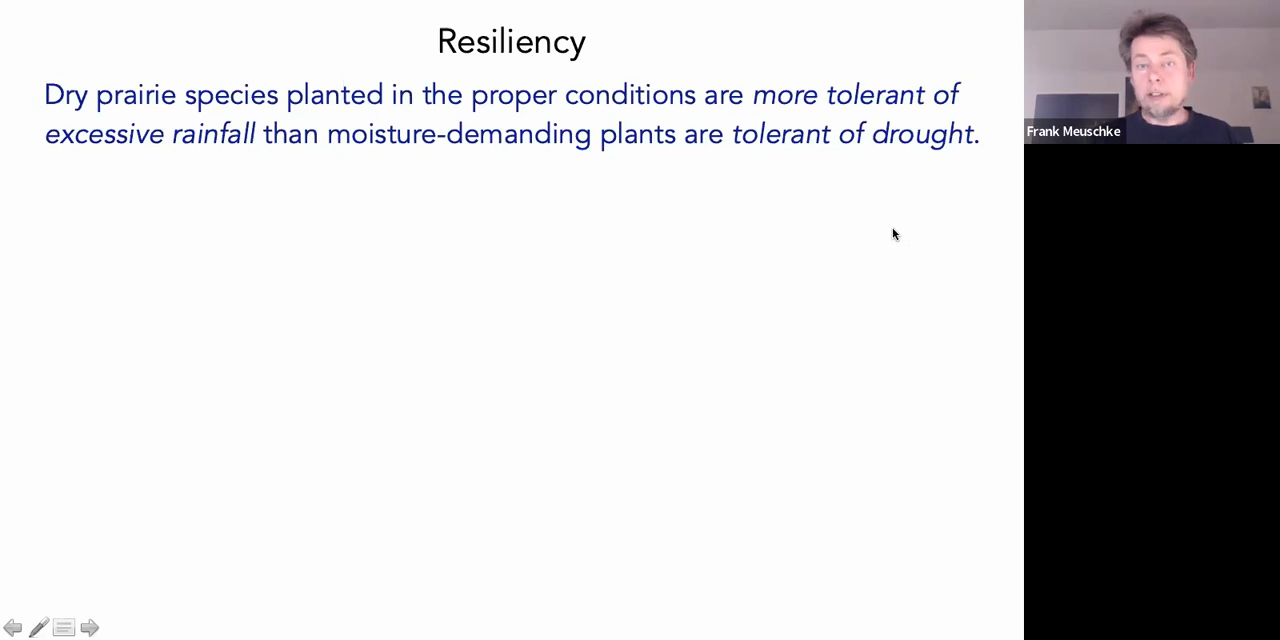 Resiliency
Dry prairie species planted in the proper conditions are more tolerant of
excessive rainfall than moisture-demanding plants are tolerant of drought.
Frank Meuschke